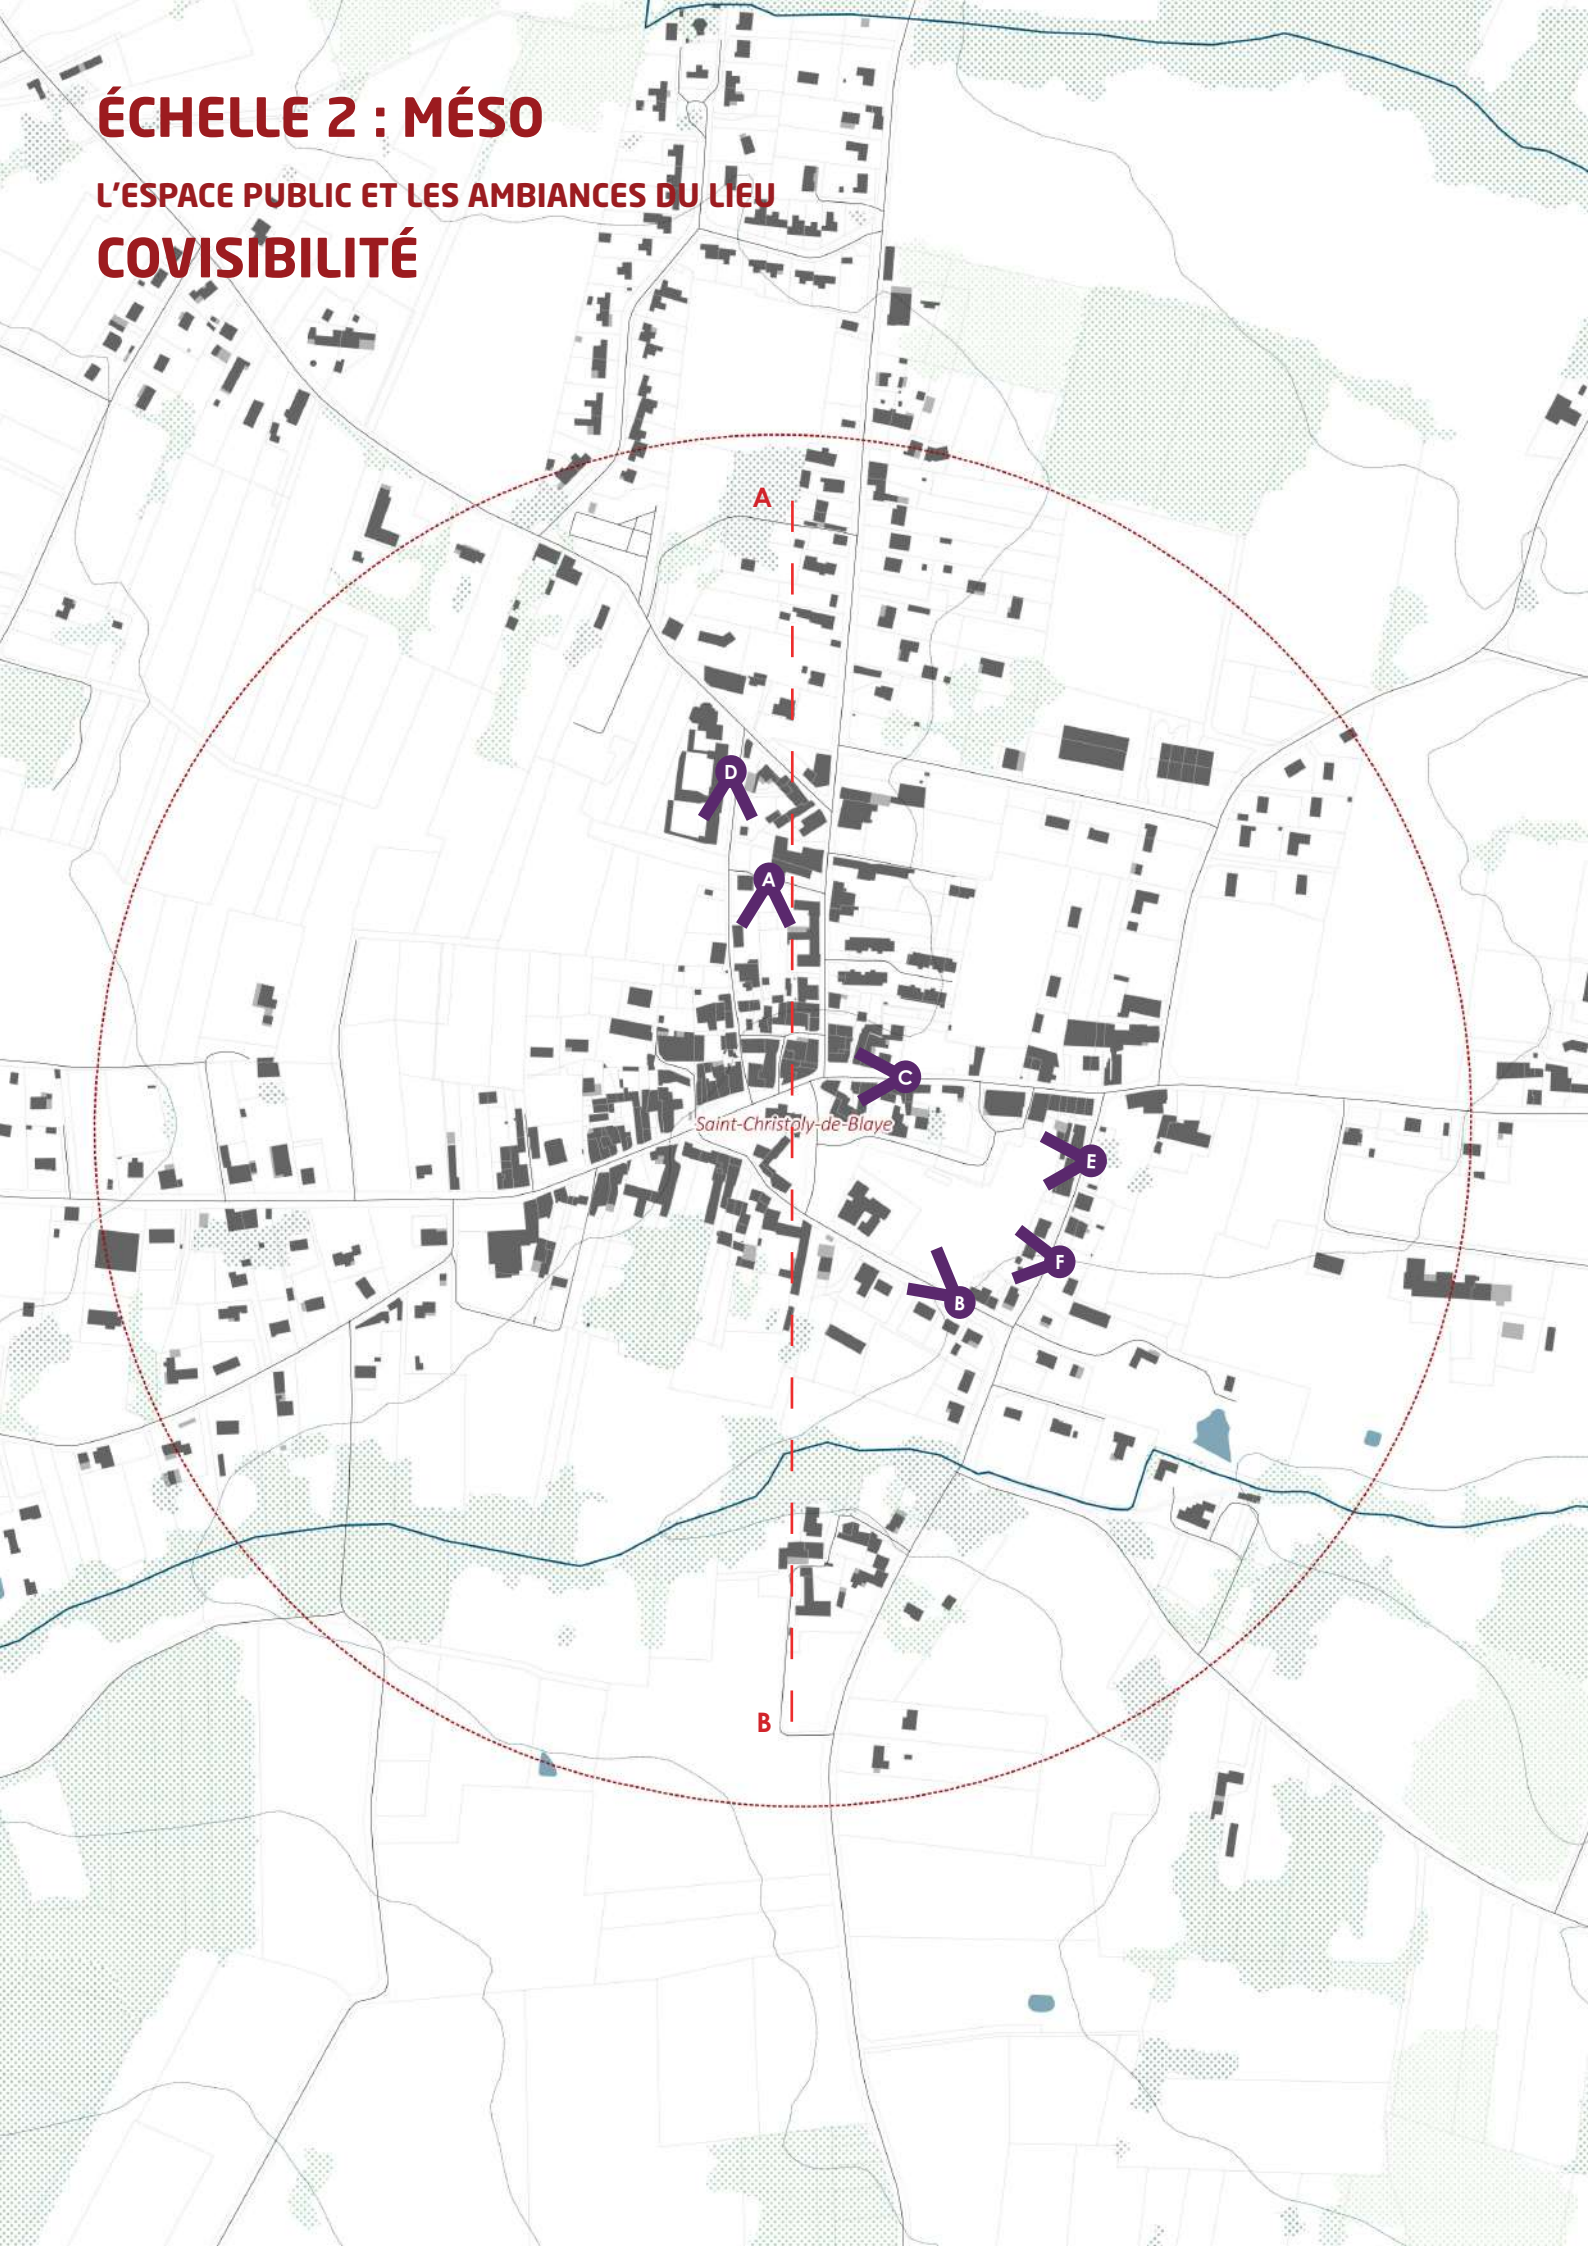 ÉCHELLE 2 : MÉSO
L'ESPACE PUBLIC ET LES AMBIANCES DU LIEU
COVISIBILITÉ
A
D
A
C
Saint-Christoly-de-Blaye
E
F
B
B